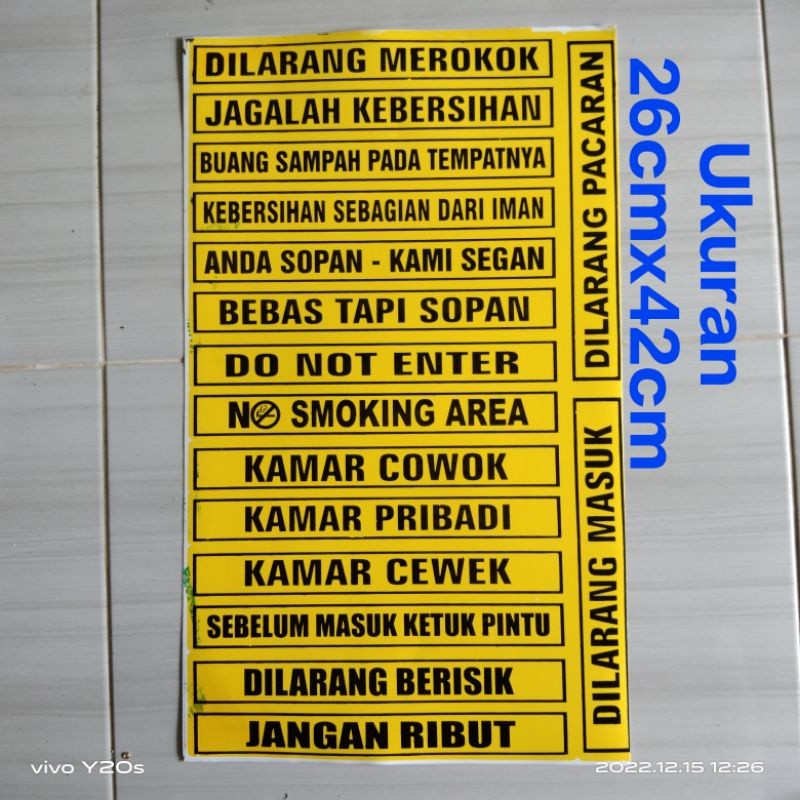 DILARANG MEROKOK
JAGALAH KEBERSIHAN
BUANG SAMPAH PADA TEMPATNYA
KEBERSIHAN SEBAGIAN DARI IMAN
ANDA SOPAN - KAMI SEGAN
BEBAS TAPI SOPAN
DO NOT ENTER
NO SMOKING AREA
KAMAR COWOK
KAMAR PRIBADI
KAMAR CEWEK
SEBELUM MASUK KETUK PINTU
DILARANG BERISIK
JANGAN RIBUT
DILARANG PACARAN
DILARANG MASUK
Ukuran
26cmx42cm
vivo Y20s
2022.12.15 12:26